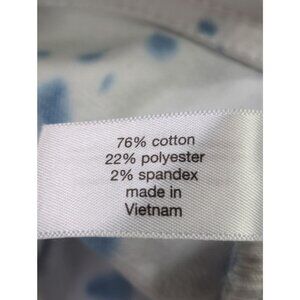 76% cotton
22% polyester
2% spandex
made in
Vietnam